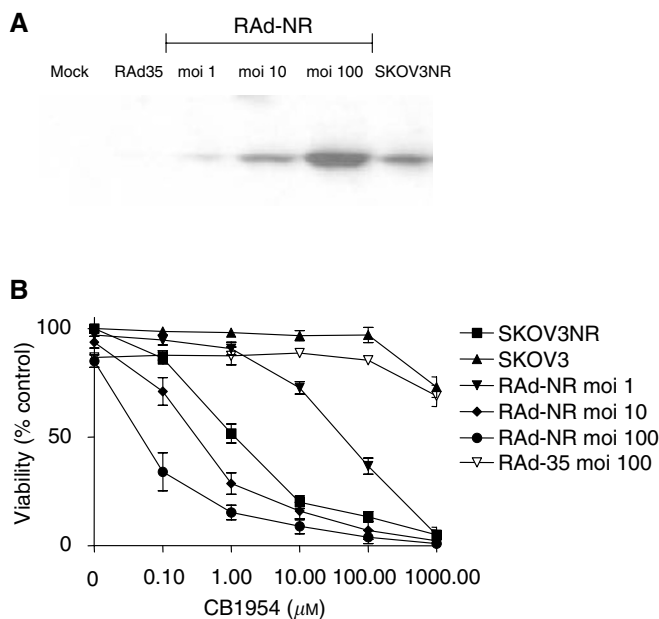 A
RAd-NR
Mock RAd35 moi 1 moi 10 moi 100 SKOV3NR
B
100
50
0
Viability (% control)
0 0.10 1.00 10.00 100.00 1000.00
CB1954 (μM)
SKOV3NR
SKOV3
RAd-NR moi 1
RAd-NR moi 10
RAd-NR moi 100
RAd-35 moi 100